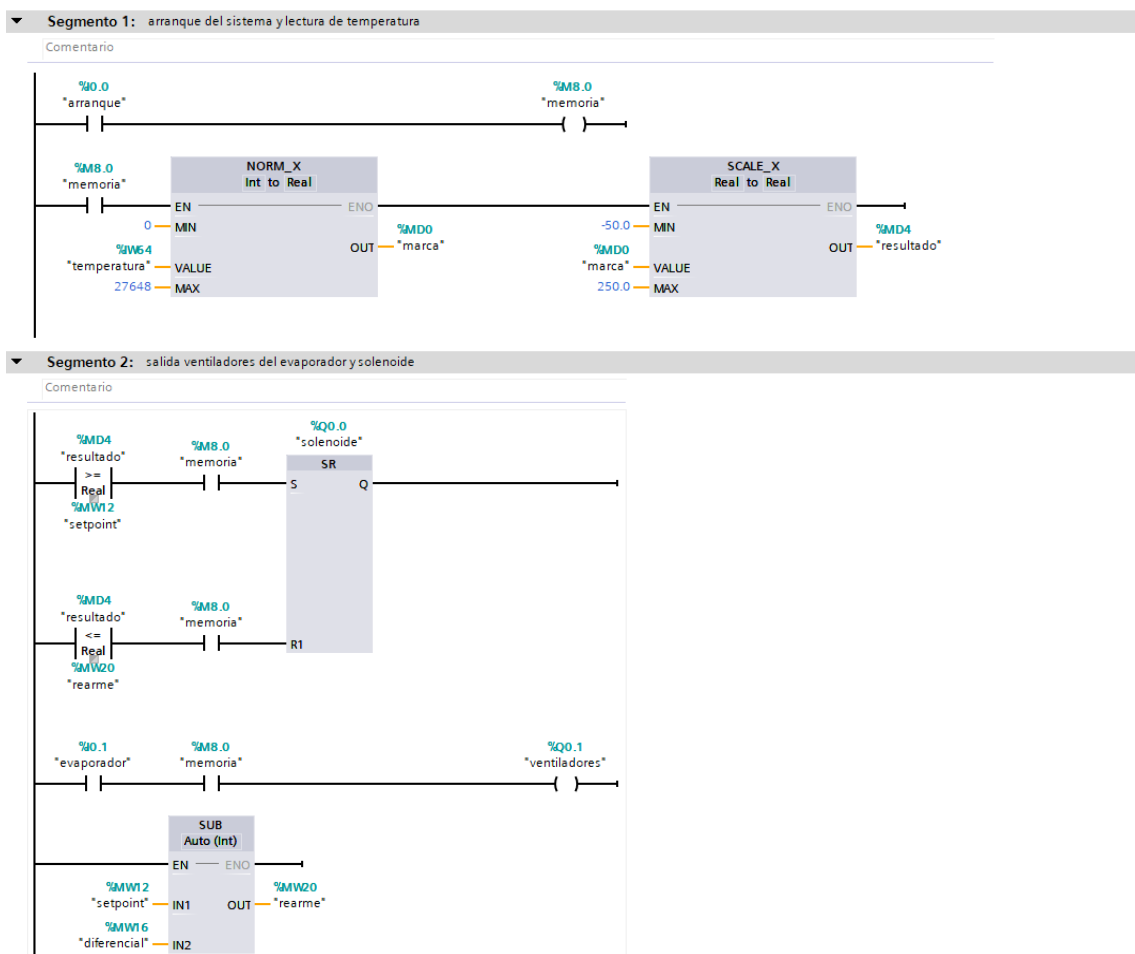 Segmento 1: arranque del sistema y lectura de temperatura
Comentario
%I0.0
"arranque"
%M8.0
"memoria"
%M8.0
"memoria"
NORM_X
Int to Real
EN
ENO
0
MIN
%IW64
"temperatura"
VALUE
27648
MAX
OUT
%MD0
"marca"
SCALE_X
Real to Real
EN
ENO
-50.0
MIN
%MD0
"marca"
VALUE
250.0
MAX
OUT
%MD4
"resultado"
Segmento 2: salida ventiladores del evaporador y solenoide
Comentario
%MD4
"resultado"
>=
Real
%MW12
"setpoint"
%M8.0
"memoria"
%Q0.0
"solenoide"
SR
S
Q
%MD4
"resultado"
<=
Real
%MW20
"rearme"
%M8.0
"memoria"
R1
%I0.1
"evaporador"
%M8.0
"memoria"
%Q0.1
"ventiladores"
SUB
Auto (Int)
EN
ENO
%MW12
"setpoint"
IN1
OUT
%MW20
"rearme"
%MW16
"diferencial"
IN2